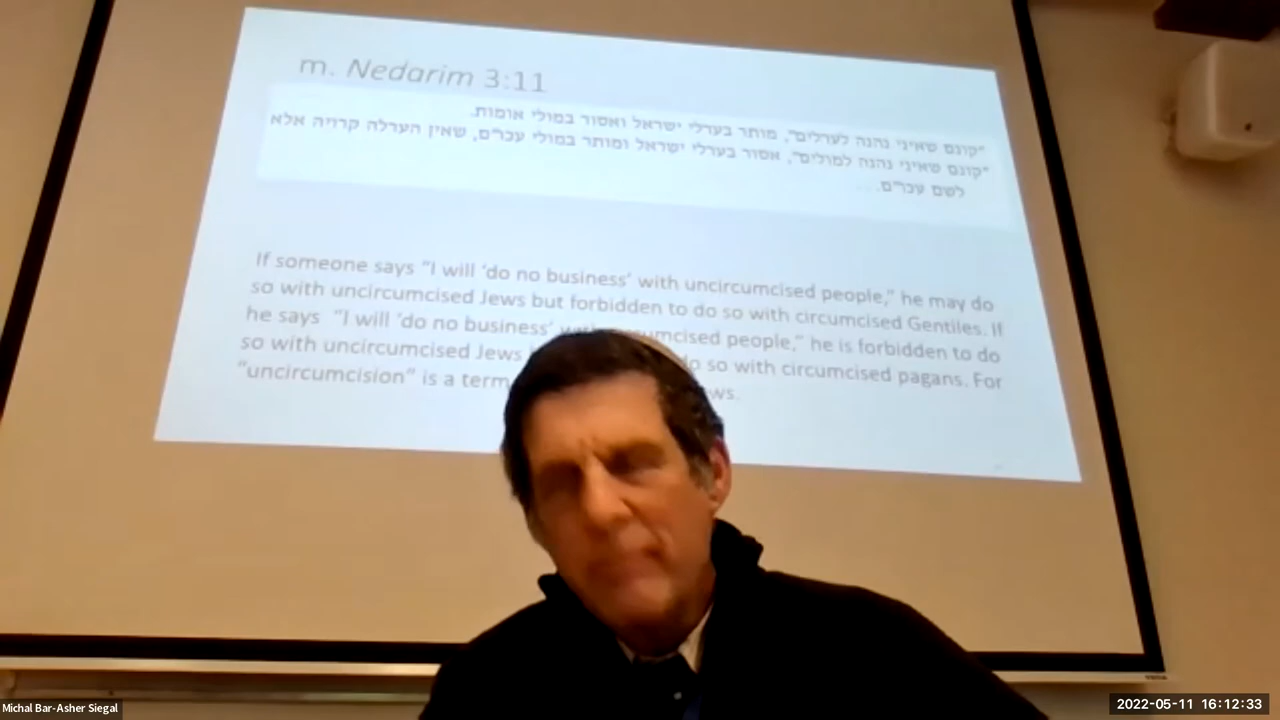 m. Nedarim 3:11
"קונם שאיני נהנה לערלים", מותר בערלי ישראל ואסור במולי אומות.
"קונם שאיני נהנה למולים", אסור בערלי ישראל ומותר במולי עכו"ם, שאין הערלה קרויה אלא
לשם עכו"ם...
If someone says "I will 'do no business' with uncircumcised people," he may do
so with uncircumcised Jews but forbidden to do so with circumcised Gentiles. If
he says "I will 'do no business' umcised people," he is forbidden to do
so with uncircumcised Jews do so with circumcised pagans. For
"uncircumcision" is a term ws.
Michal Bar-Asher Siegal
2022-05-11 16:12:33